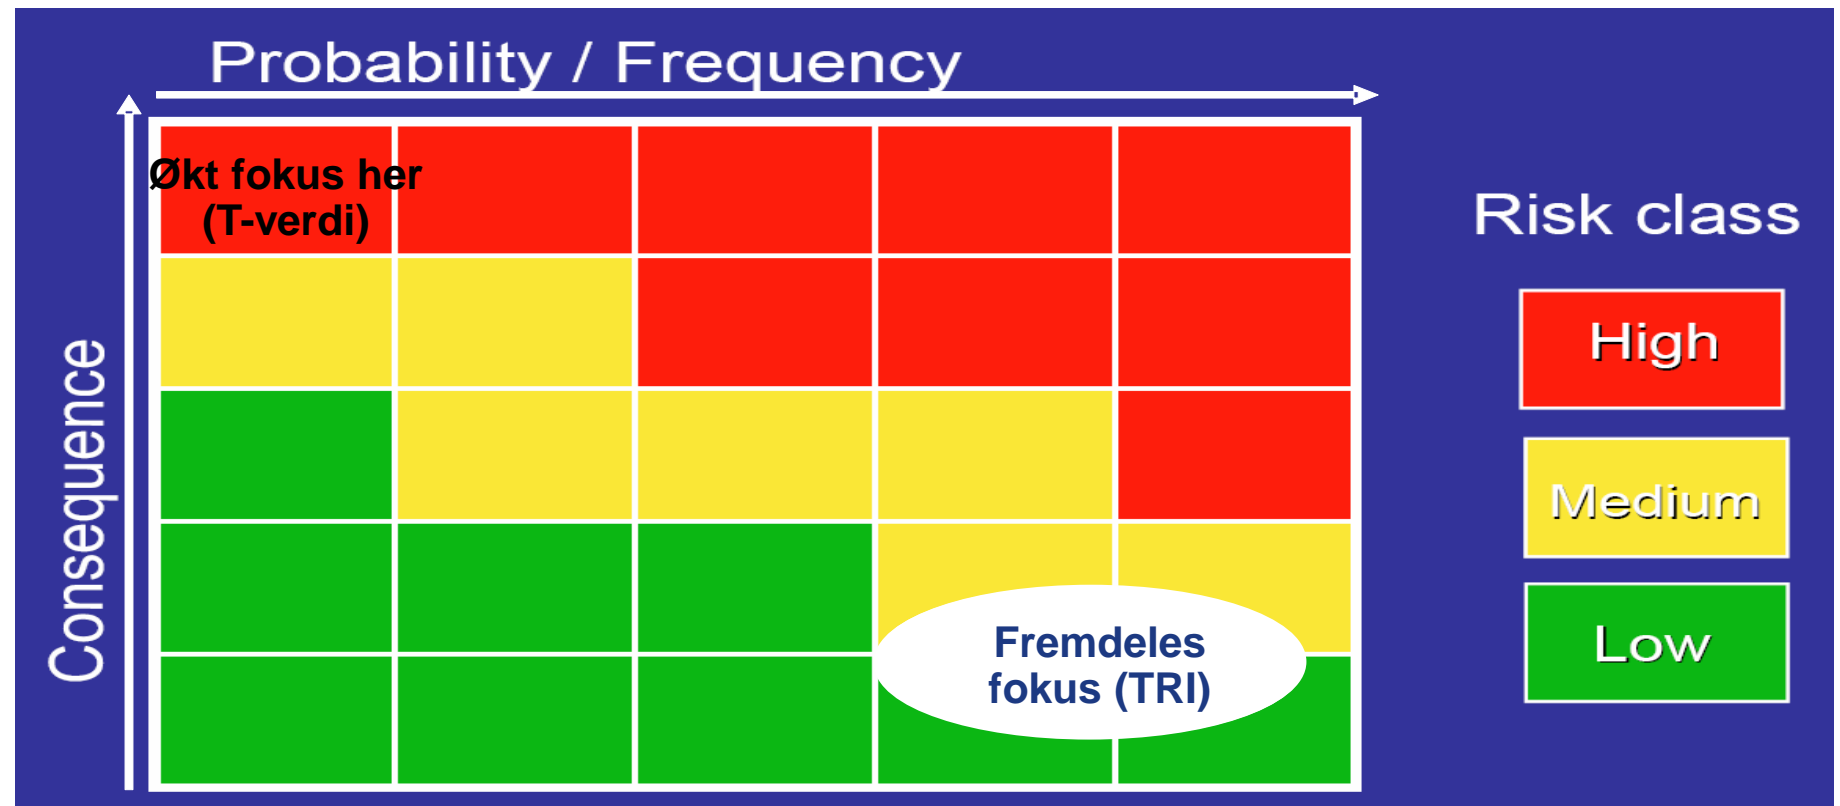 Probability / Frequency
Økt fokus her
(T-verdi)
Consequence
Fremdeles
fokus (TRI)
Risk class
High
Medium
Low